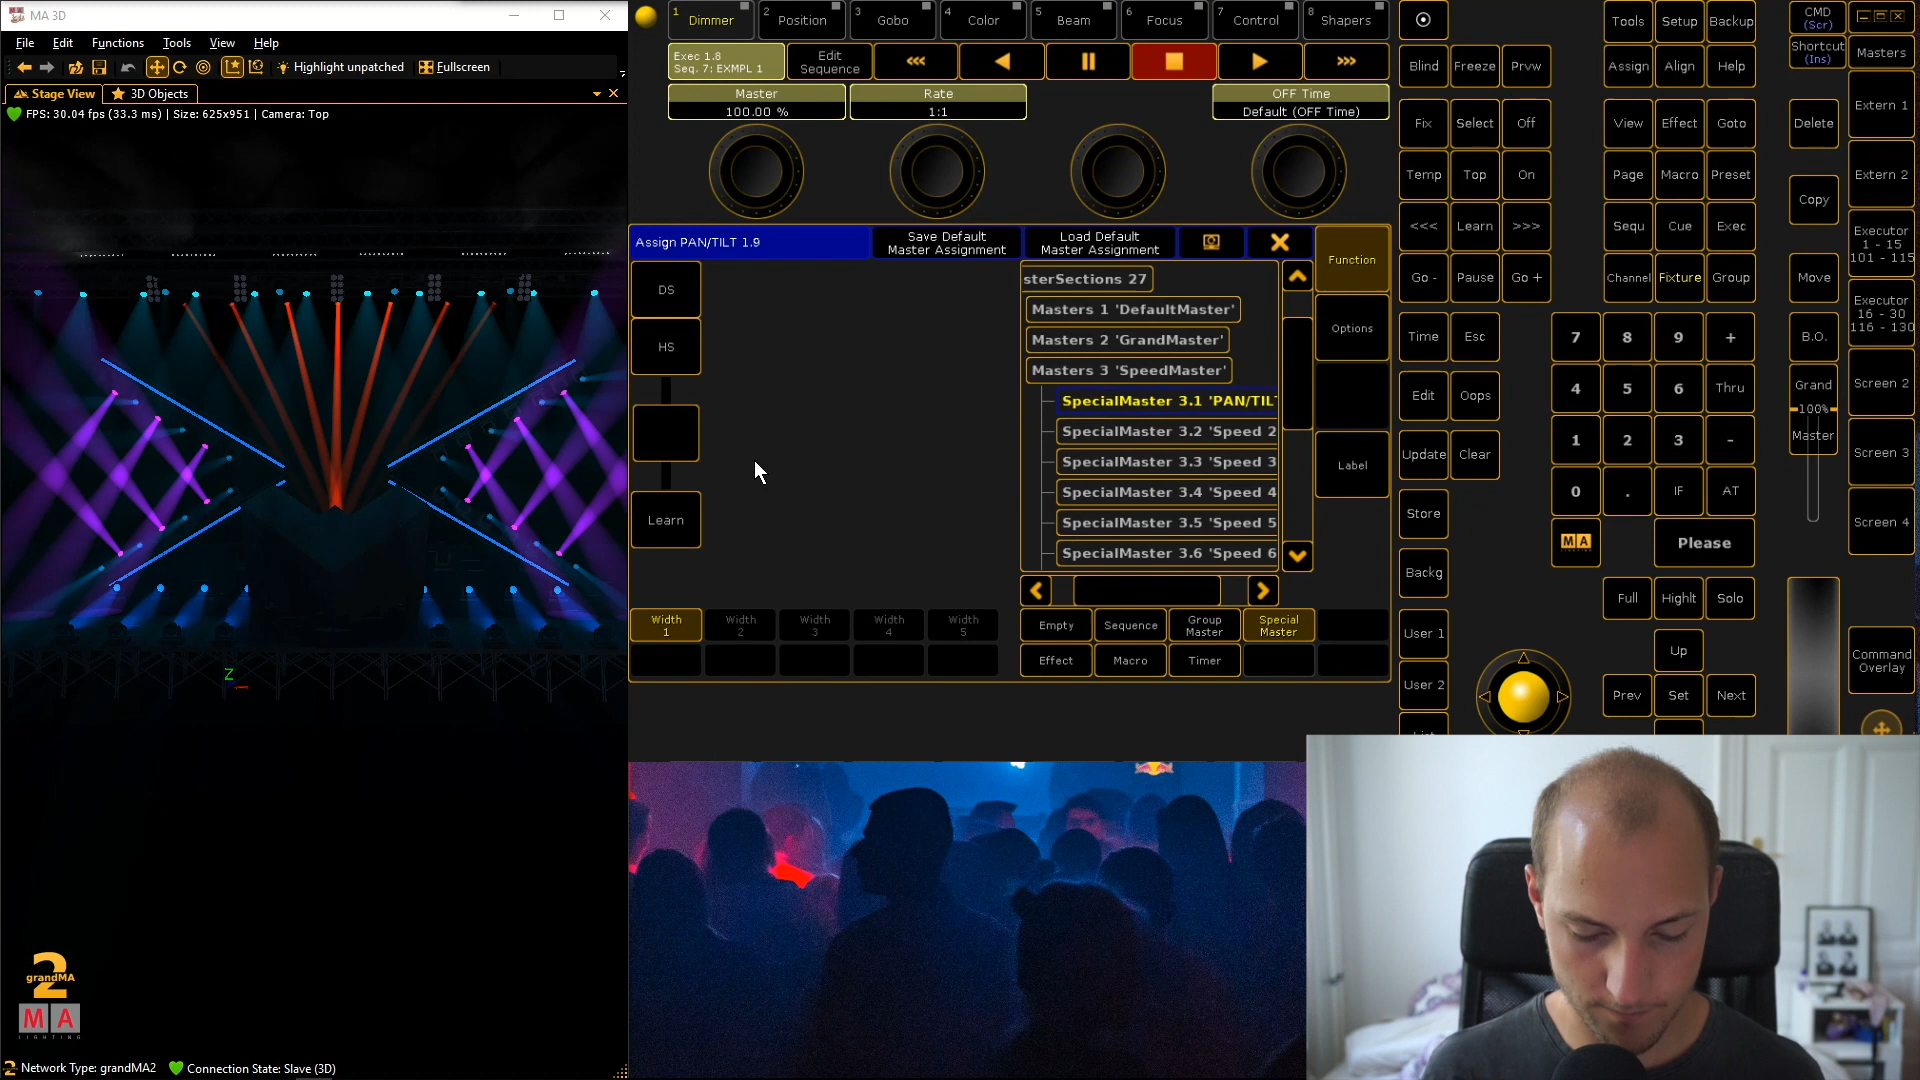 MA 3D
File Edit Functions Tools View Help
Highlight unpatched Fullscreen
Stage View 3D Objects
FPS: 30.04 fps (33.3 ms) | Size: 625x951 | Camera: Top
Z
2
grandMA
MA
LIGHTING
Network Type: grandMA2 Connection State: Slave (3D)
1 Dimmer 2 Position 3 Gobo 4 Color 5 Beam 6 Focus 7 Control 8 Shapers
Exec 1.8
Seq. 7: EXMPL 1
Edit
Sequence
Master
100.00 %
Rate
1:1
OFF Time
Default (OFF Time)
Assign PAN/TILT 1.9
Save Default
Master Assignment
Load Default
Master Assignment
DS
HS
Learn
sterSections 27
Masters 1 'DefaultMaster'
Masters 2 'GrandMaster'
Masters 3 'SpeedMaster'
SpecialMaster 3.1 'PAN/TIL
SpecialMaster 3.2 'Speed 2
SpecialMaster 3.3 'Speed 3
SpecialMaster 3.4 'Speed 4
SpecialMaster 3.5 'Speed 5
SpecialMaster 3.6 'Speed 6
Function
Options
Label
Width
1
Width
2
Width
3
Width
4
Width
5
Empty Sequence Group
Master
Special
Master
Effect Macro Timer
Blind Freeze Prvw
Fix Select Off
Temp Top On
<<< Learn >>>
Go - Pause Go +
Time Esc
Edit Oops
Update Clear
Store
Backg
User 1
User 2
Tools Setup Backup
Assign Align Help
View Effect Goto
Page Macro Preset
Sequ Cue Exec
Channel Fixture Group
7 8 9 +
4 5 6 Thru
1 2 3 -
0 . IF AT
MA
Please
Full Highlt Solo
Up
Prev Set Next
CMD
(Scr)
Shortcut
(Ins)
Delete
Copy
Move
B.O.
Grand
100%
Master
Masters
Extern 1
Extern 2
Executor
1 - 15
101 - 115
Executor
16 - 30
116 - 130
Screen 2
Screen 3
Screen 4
Command
Overlay